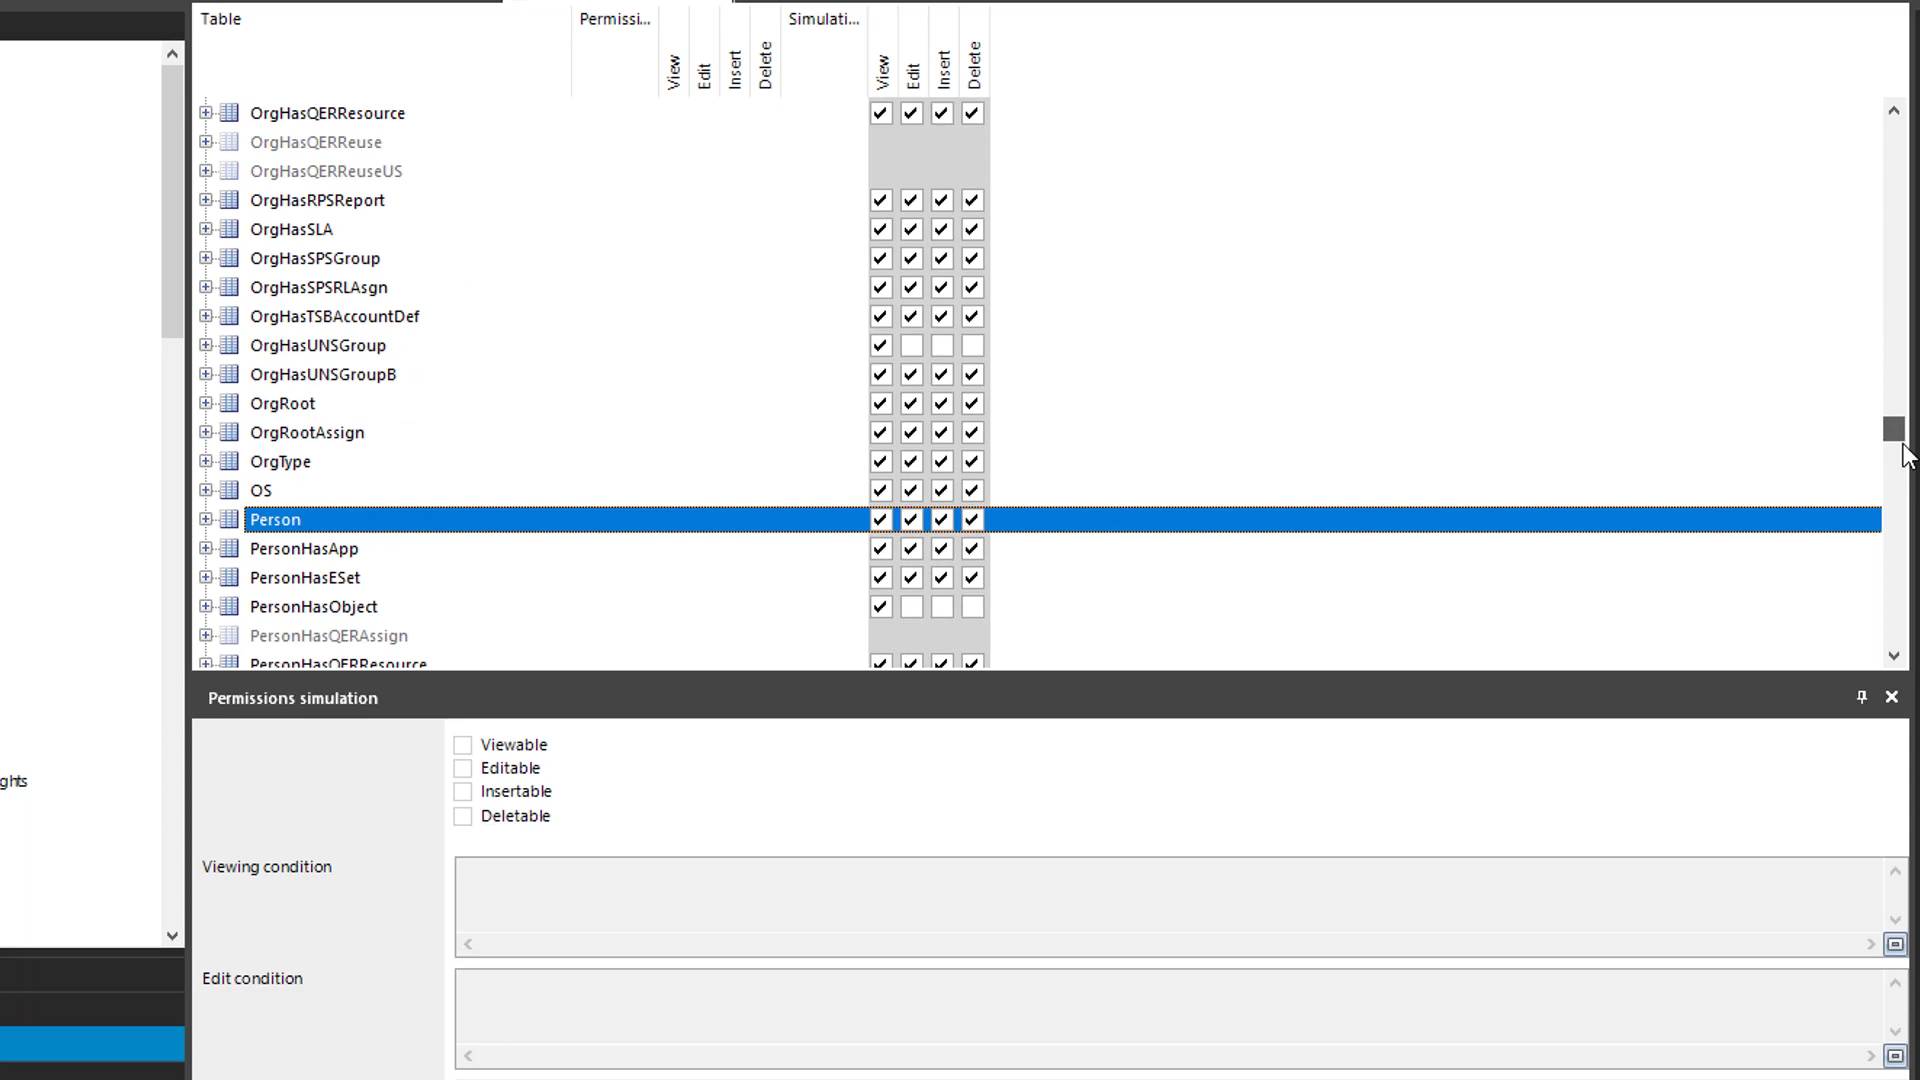 Table Permissi... View Edit Insert Delete Simulati... View Edit Insert Delete
OrgHasQERResource
OrgHasQERReuse
OrgHasQERReuseUS
OrgHasRPSReport
OrgHasSLA
OrgHasSPSGroup
OrgHasSPSRLAsgn
OrgHasTSBAccountDef
OrgHasUNSGroup
OrgHasUNSGroupB
OrgRoot
OrgRootAssign
OrgType
OS
Person
PersonHasApp
PersonHasESet
PersonHasObject
PersonHasQERAssign
PersonHasQERResource
Permissions simulation
Viewable
Editable
ghts
Insertable
Deletable
Viewing condition
Edit condition